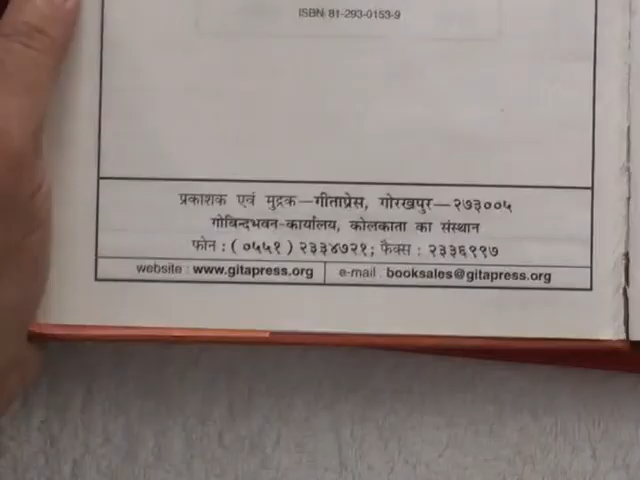 ISBN 81-293-0153-9
प्रकाशक एवं मुद्रक—गीताप्रेस, गोरखपुर—२७३००५
गोबिन्दभवन-कार्यालय, कोलकाता का संस्थान
फोन : ( ०५५१ ) २३३४७२१; फैक्स : २३३६९९७
website : www.gitapress.org e-mail : booksales@gitapress.org